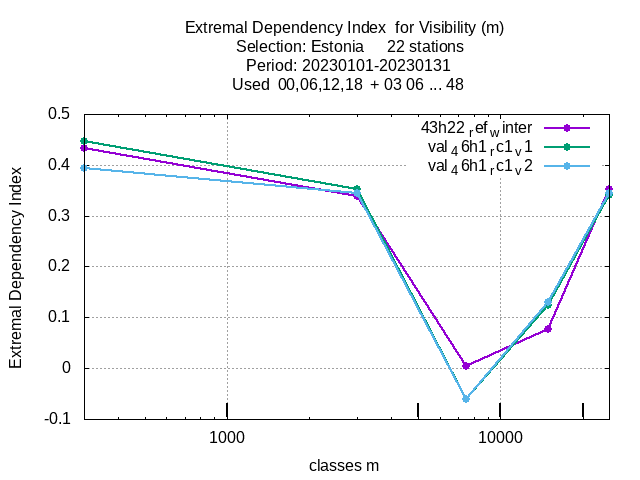 Extremal Dependency Index  for Visibility (m)
Selection: Estonia     22 stations
Period: 20230101-20230131
Used  00,06,12,18  + 03 06 ... 48
0.5
0.4
0.3
0.2
0.1
0
-0.1
Extremal Dependency Index
43h22_ref_winter
val_46h1_rc1_v1
val_46h1_rc1_v2
1000
10000
classes m